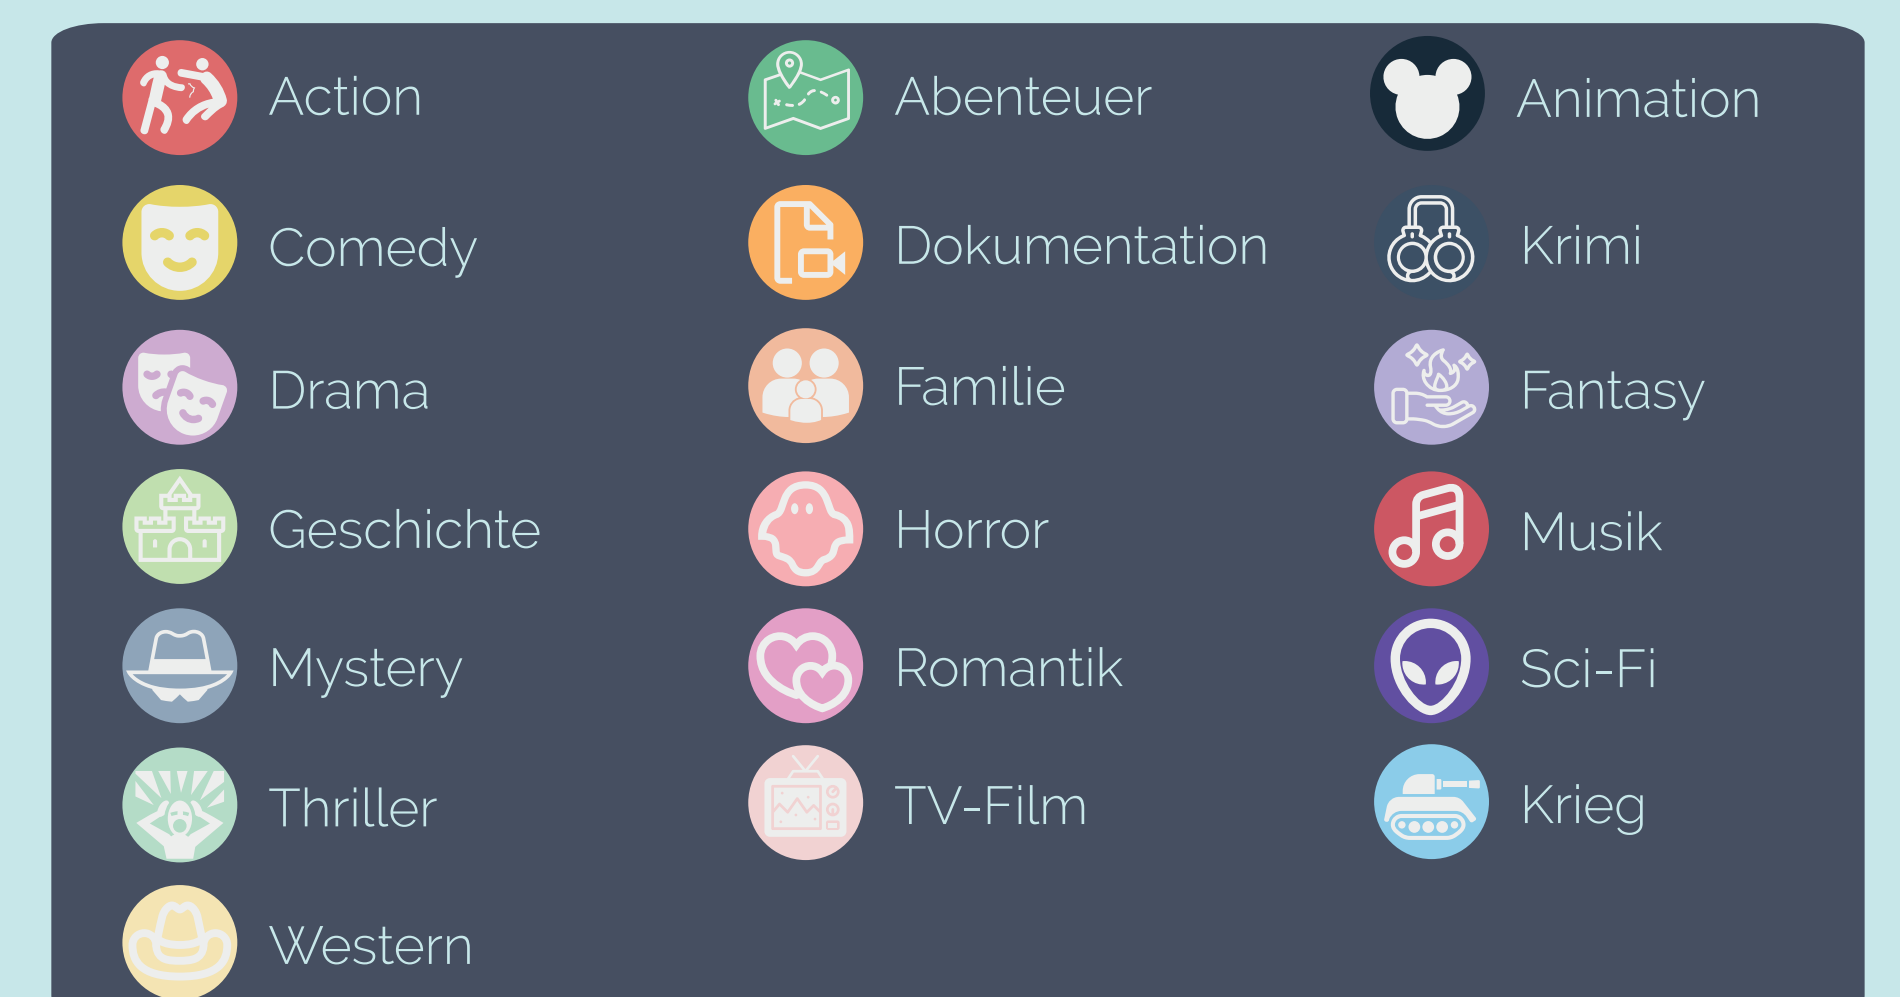 Action
Abenteuer
Animation
Comedy
Dokumentation
Krimi
Drama
Familie
Fantasy
Geschichte
Horror
Musik
Mystery
Romantik
Sci-Fi
Thriller
TV-Film
Krieg
Western